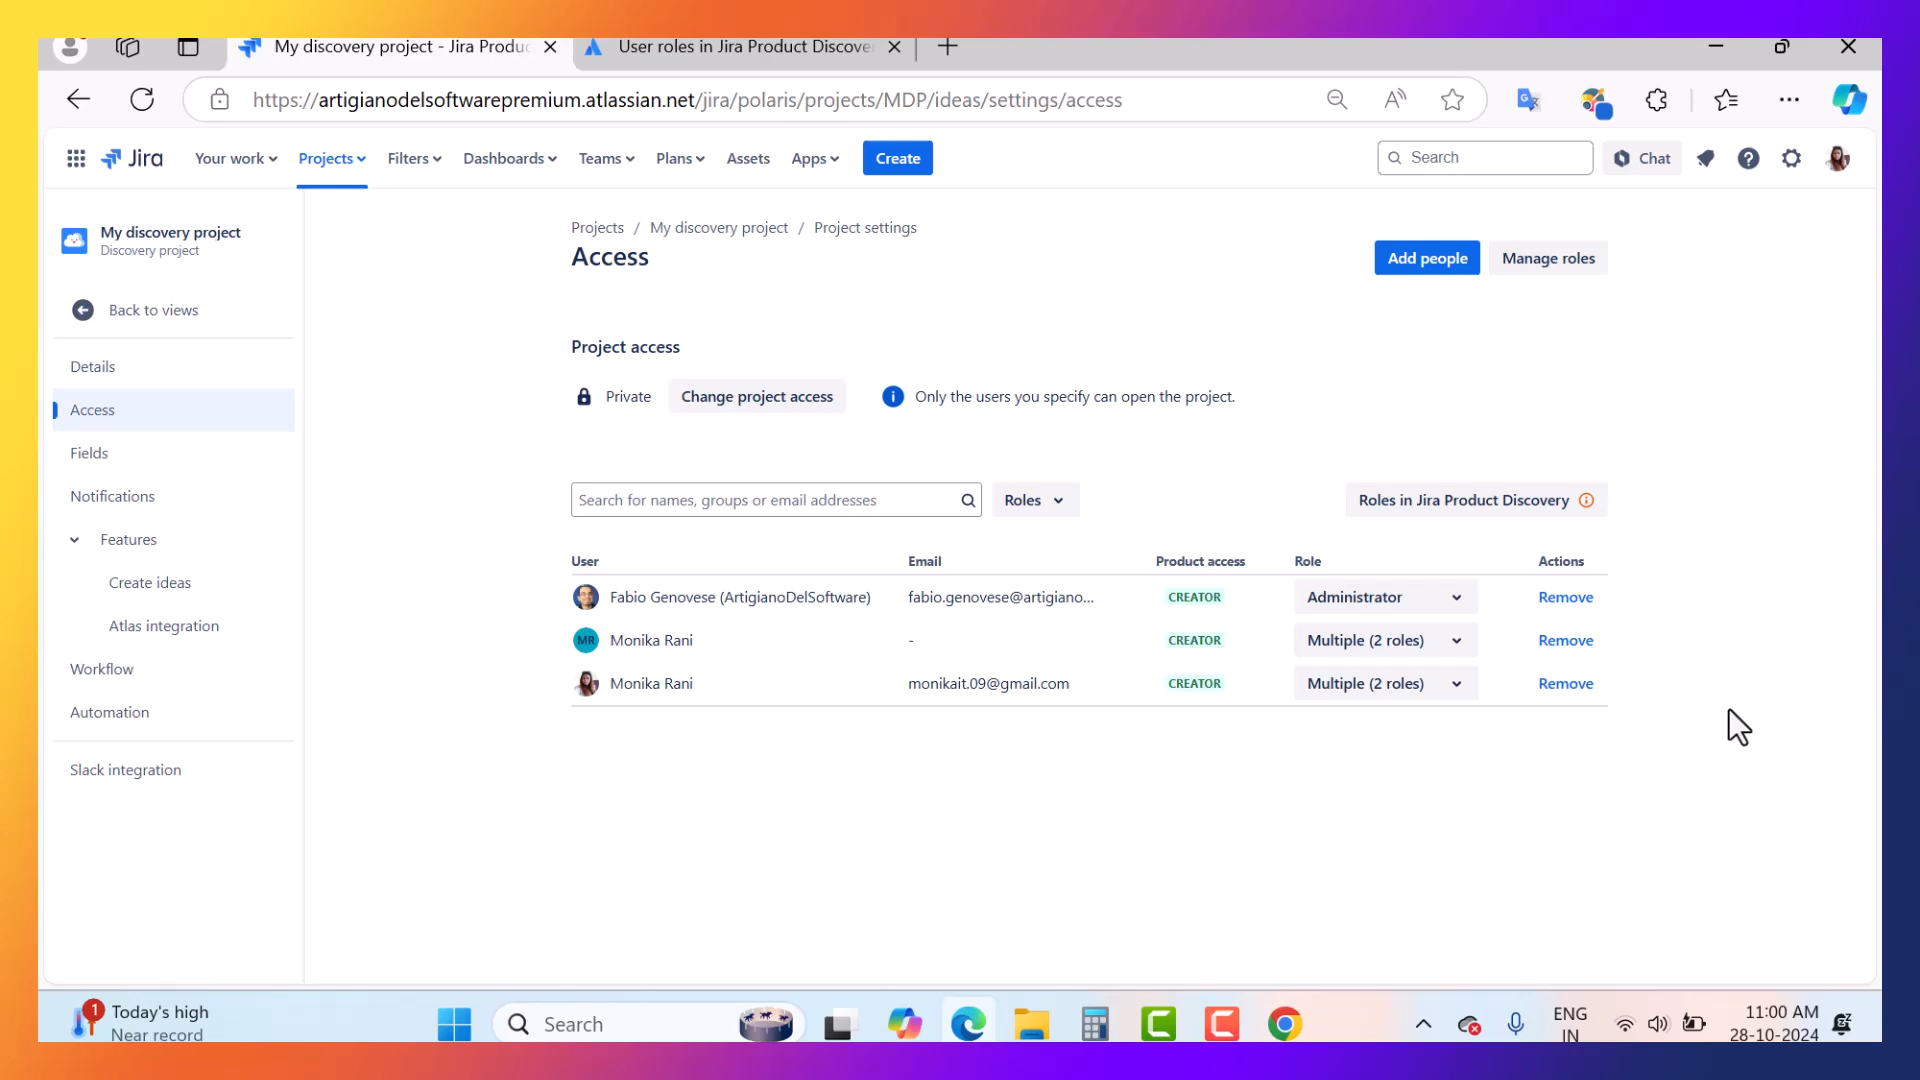 My discovery project - Jira Produc
User roles in Jira Product Discove
https://artigianodelsoftwarepremium.atlassian.net/jira/polaris/projects/MDP/ideas/settings/access
Jira
Your work
Projects
Filters
Dashboards
Teams
Plans
Assets
Apps
Create
Search
Chat
My discovery project
Discovery project
Back to views
Details
Access
Fields
Notifications
Features
Create ideas
Atlas integration
Workflow
Automation
Slack integration
Projects / My discovery project / Project settings
Access
Add people
Manage roles
Project access
Private
Change project access
Only the users you specify can open the project.
Search for names, groups or email addresses
Roles
Roles in Jira Product Discovery
User Email Product access Role Actions
Fabio Genovese (ArtigianoDelSoftware) fabio.genovese@artigiano... CREATOR Administrator Remove
MR Monika Rani - CREATOR Multiple (2 roles) Remove
Monika Rani monikait.09@gmail.com CREATOR Multiple (2 roles) Remove
1
Today's high
Near record
Search
ENG
IN
11:00 AM
28-10-2024